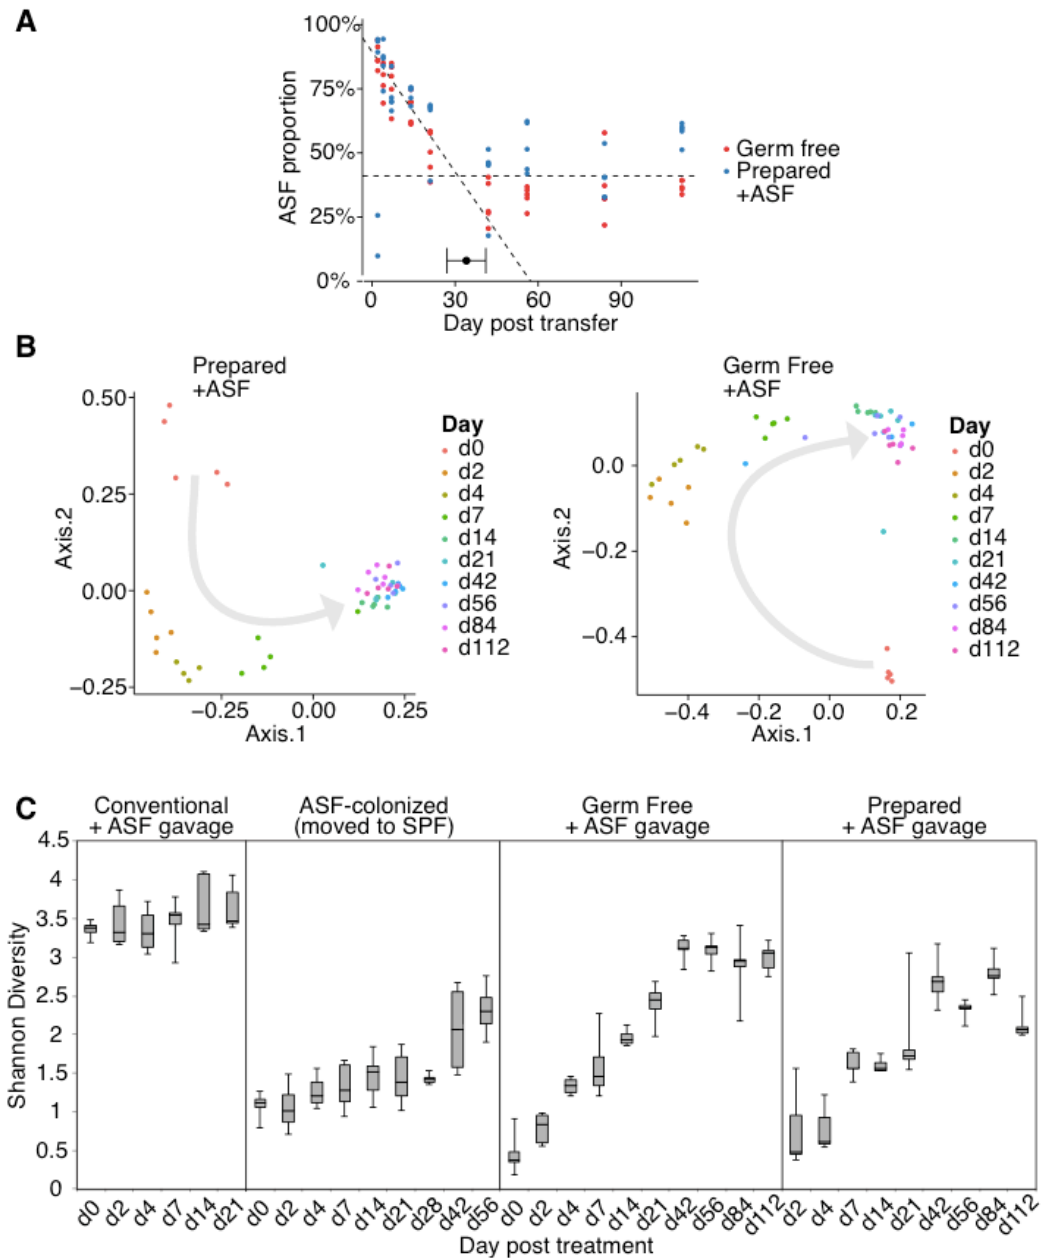 A
100%
75%
50%
25%
0%
ASF proportion
0 30 60 90
Day post transfer
Germ free
Prepared
+ASF
B
Prepared
+ASF
0.50
0.25
0.00
−0.25
Axis.2
−0.25 0.00 0.25
Axis.1
Day
d0
d2
d4
d7
d14
d21
d42
d56
d84
d112
Germ Free
+ASF
0.0
−0.2
−0.4
Axis.2
−0.4 −0.2 0.0 0.2
Axis.1
Day
d0
d2
d4
d7
d14
d21
d42
d56
d84
d112
C
Conventional
+ ASF gavage
ASF-colonized
(moved to SPF)
Germ Free
+ ASF gavage
Prepared
+ ASF gavage
4.5
4
3.5
3
2.5
2
1.5
1
0.5
0
Shannon Diversity
d0 d2 d4 d7 d14 d21 d0 d2 d4 d7 d14 d21 d28 d42 d56 d0 d2 d4 d7 d14 d21 d42 d56 d84 d112 d2 d4 d7 d14 d21 d42 d56 d84 d112
Day post treatment